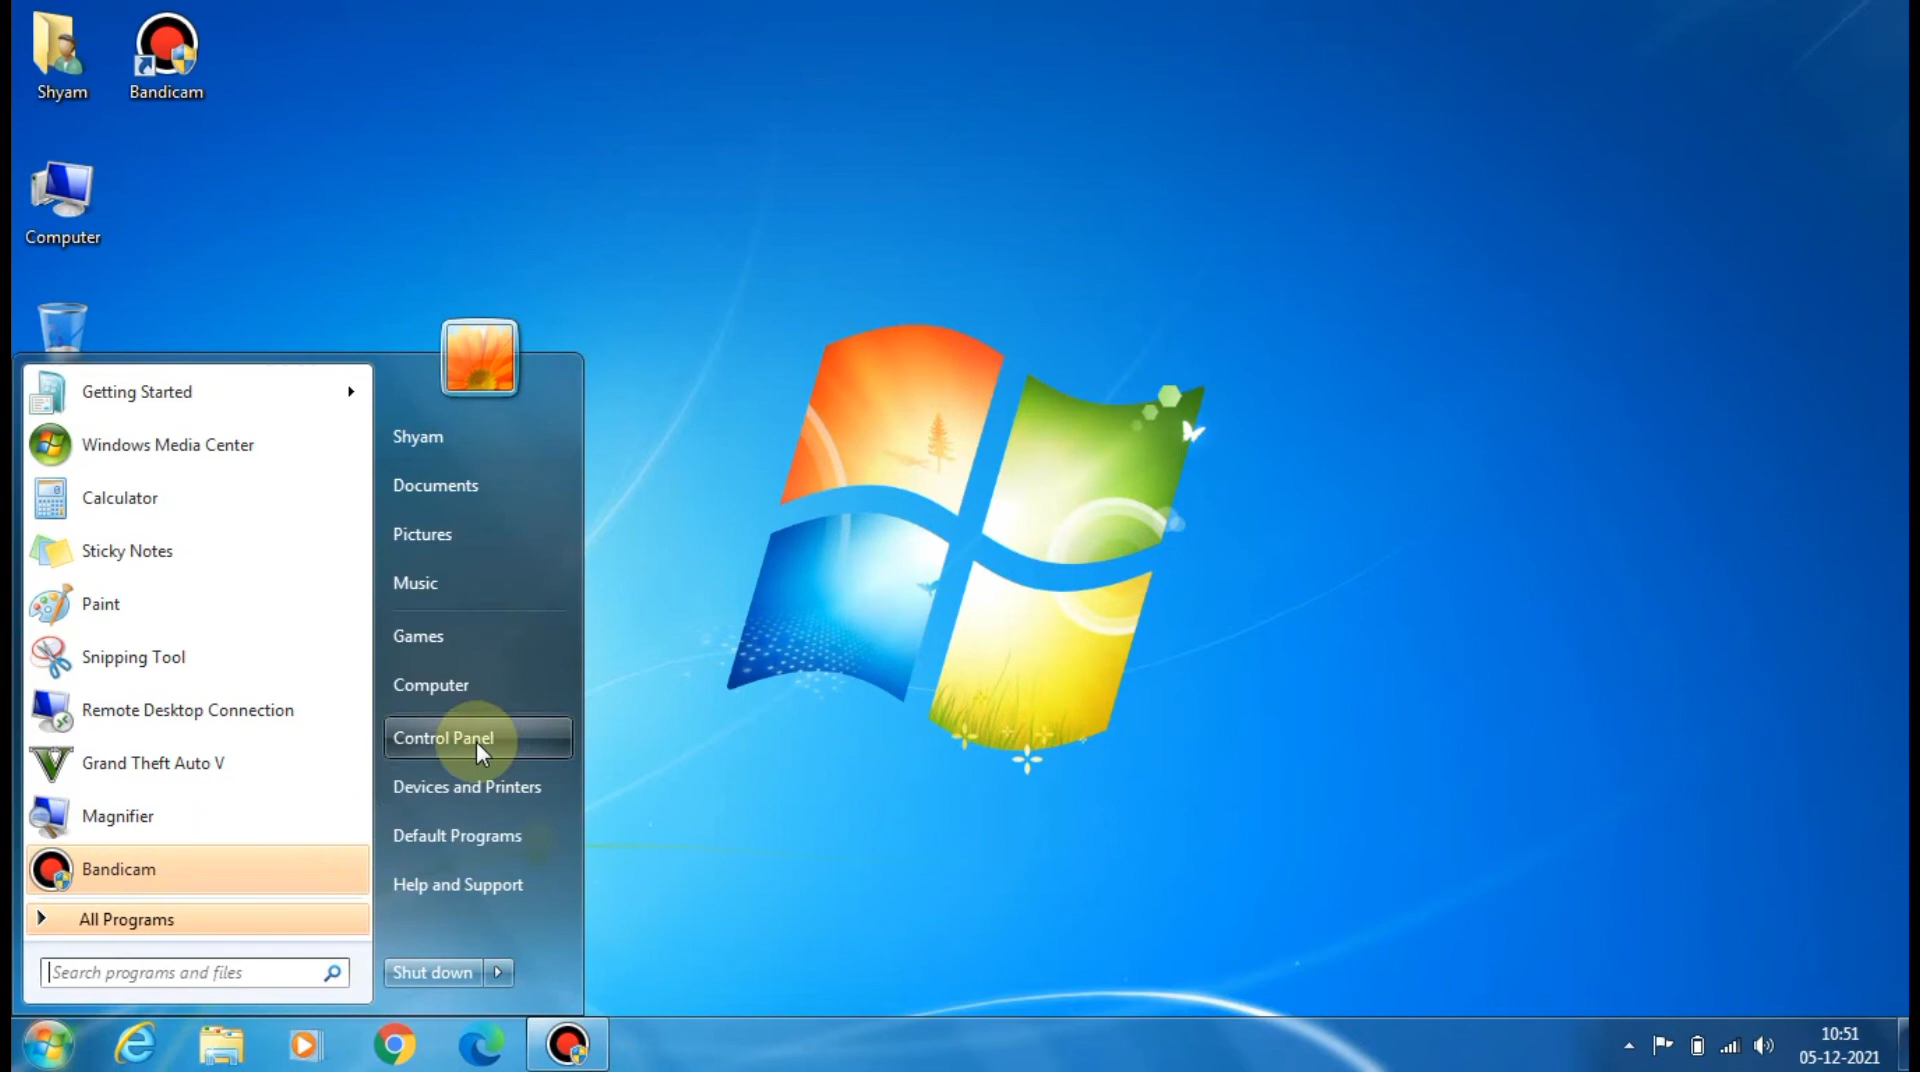 Shyam
Bandicam
Computer
Getting Started
Windows Media Center
Calculator
Sticky Notes
Paint
Snipping Tool
Remote Desktop Connection
Grand Theft Auto V
Magnifier
Bandicam
All Programs
Search programs and files
Shyam
Documents
Pictures
Music
Games
Computer
Control Panel
Devices and Printers
Default Programs
Help and Support
Shut down
10:51
05-12-2021